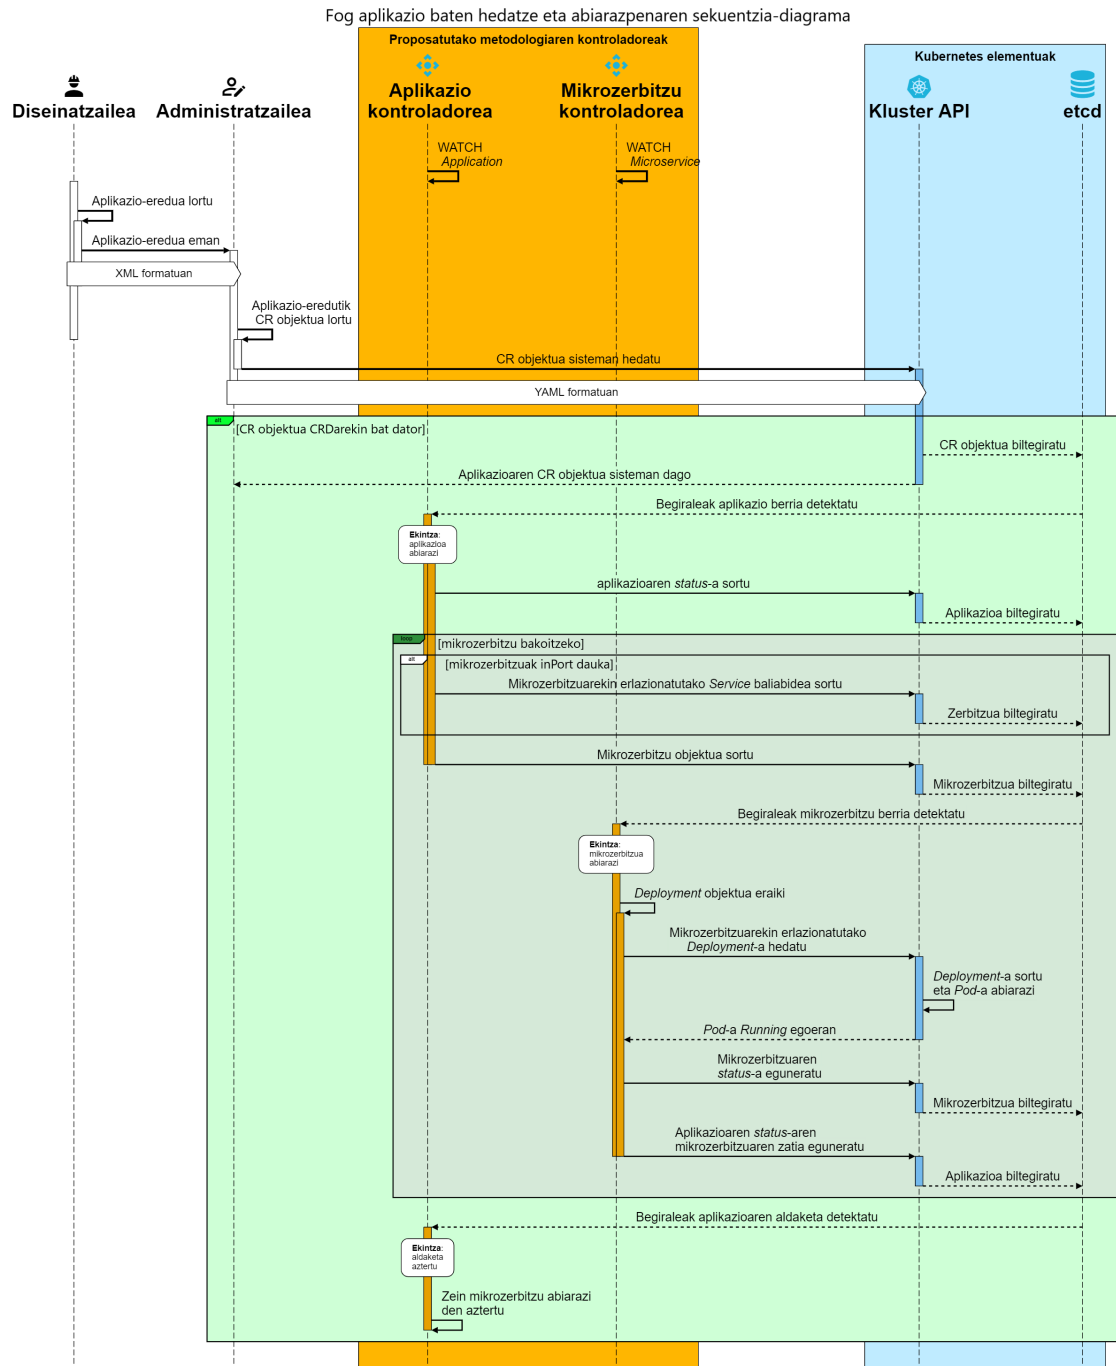 Fog aplikazio baten hedatze eta abiarazpenaren sekuentzia-diagrama
Proposatutako metodologiaren kontroladoreak
Kubernetes elementuak
Diseinatzailea
Administratzailea
Aplikazio
kontroladorea
Mikrozerbitzu
kontroladorea
Kluster API
etcd
WATCH
Application
WATCH
Microservice
Aplikazio-eredua lortu
Aplikazio-eredua eman
XML formatuan
Aplikazio-eredutik
CR objektua lortu
CR objektua sisteman hedatu
YAML formatuan
alt
[CR objektua CRDarekin bat dator]
CR objektua biltegiratu
Aplikazioaren CR objektua sisteman dago
Begiraleak aplikazio berria detektatu
Ekintza:
aplikazioa
abiarazi
aplikazioaren status-a sortu
Aplikazioa biltegiratu
loop
[mikrozerbitzu bakoitzeko]
alt
[mikrozerbitzuak inPort dauka]
Mikrozerbitzuarekin erlazionatutako Service baliabidea sortu
Zerbitzua biltegiratu
Mikrozerbitzu objektua sortu
Mikrozerbitzua biltegiratu
Begiraleak mikrozerbitzu berria detektatu
Ekintza:
mikrozerbitzua
abiarazi
Deployment objektua eraiki
Mikrozerbitzuarekin erlazionatutako
Deployment-a hedatu
Deployment-a sortu
eta Pod-a abiarazi
Pod-a Running egoeran
Mikrozerbitzuaren
status-a eguneratu
Mikrozerbitzua biltegiratu
Aplikazioaren status-aren
mikrozerbitzuaren zatia eguneratu
Aplikazioa biltegiratu
Begiraleak aplikazioaren aldaketa detektatu
Ekintza:
aldaketa
aztertu
Zein mikrozerbitzu abiarazi
den aztertu